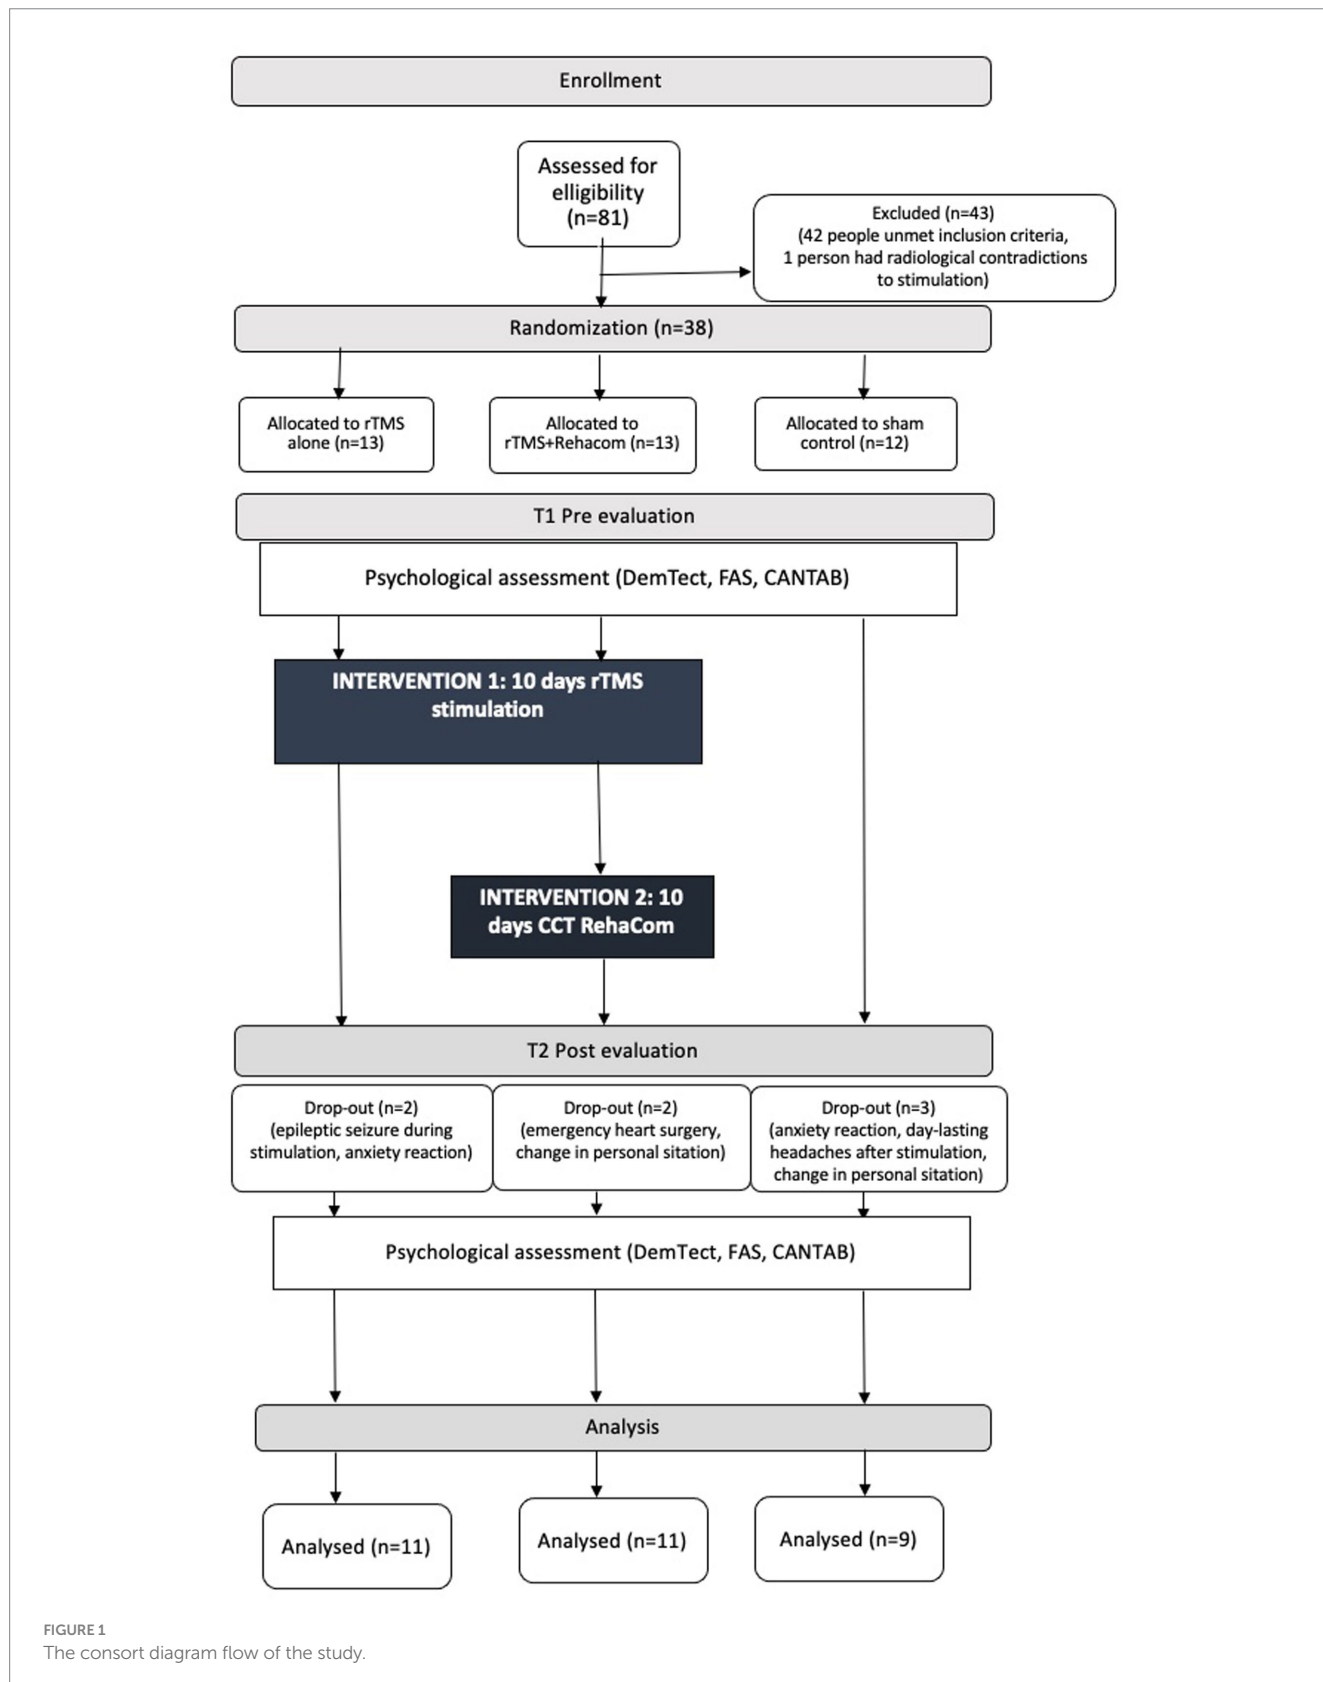 Enrollment
Assessed for
elligibility
(n=81)
Excluded (n=43)
(42 people unmet inclusion criteria,
1 person had radiological contradictions
to stimulation)
Randomization (n=38)
Allocated to rTMS
alone (n=13)
Allocated to
rTMS+Rehacom (n=13)
Allocated to sham
control (n=12)
T1 Pre evaluation
Psychological assessment (DemTect, FAS, CANTAB)
INTERVENTION 1: 10 days rTMS
stimulation
INTERVENTION 2: 10
days CCT RehaCom
T2 Post evaluation
Drop-out (n=2)
(epileptic seizure during
stimulation, anxiety reaction)
Drop-out (n=2)
(emergency heart surgery,
change in personal sitation)
Drop-out (n=3)
(anxiety reaction, day-lasting
headaches after stimulation,
change in personal sitation)
Psychological assessment (DemTect, FAS, CANTAB)
Analysis
Analysed (n=11)
Analysed (n=11)
Analysed (n=9)
FIGURE 1
The consort diagram flow of the study.